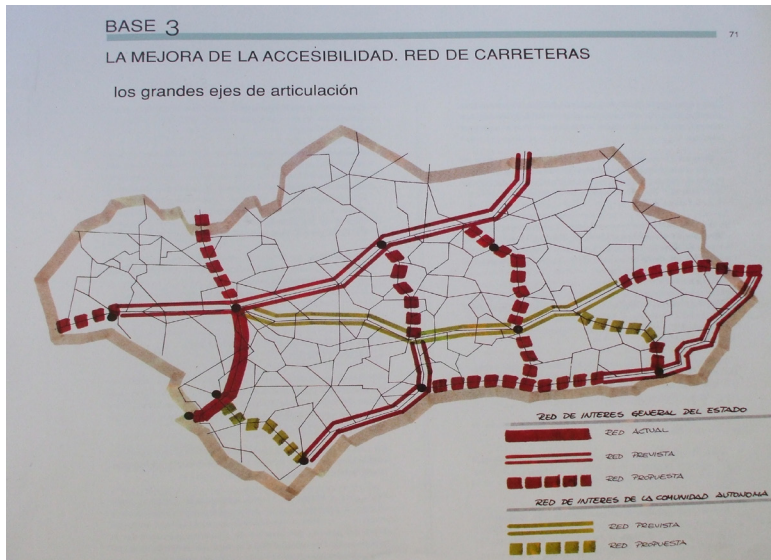 BASE 3
71
LA MEJORA DE LA ACCESIBILIDAD. RED DE CARRETERAS
los grandes ejes de articulación
RED DE INTERES GENERAL DEL ESTADO
RED ACTUAL
RED PREVISTA
RED PROPUESTA
RED DE INTERES DE LA COMUNIDAD AUTONOMA
RED PREVISTA
RED PROPUESTA